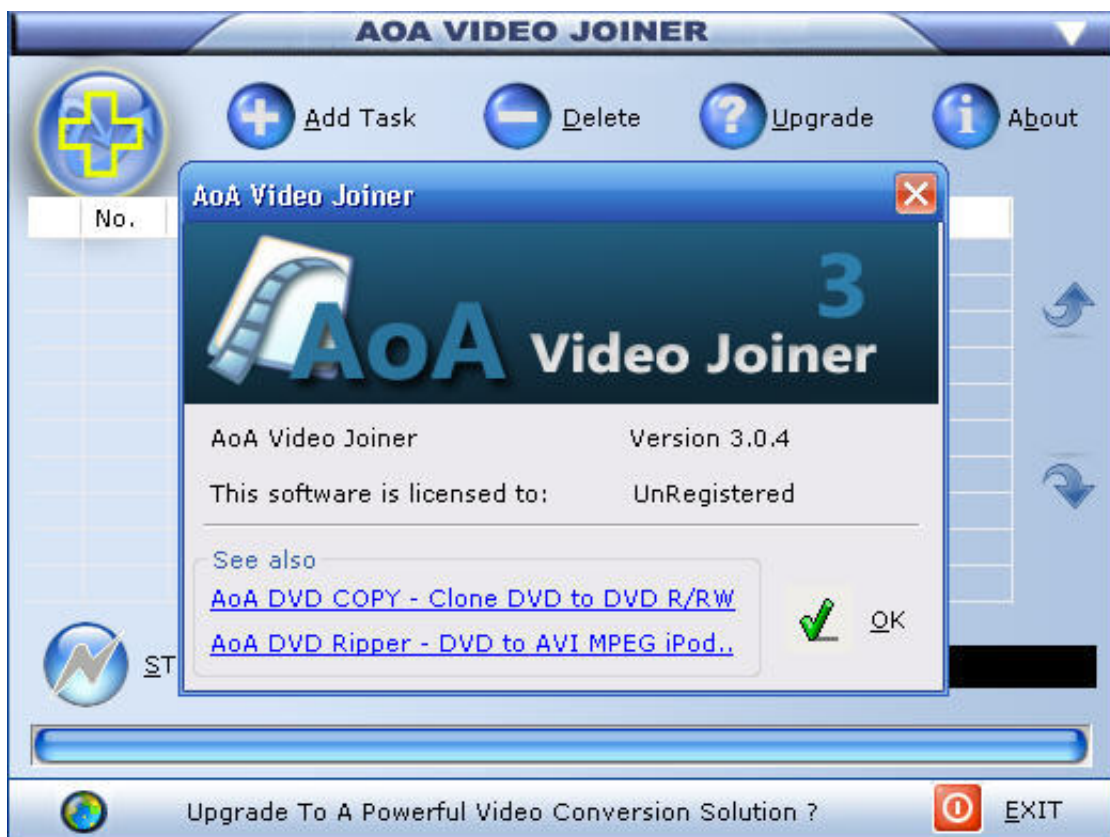 AOA VIDEO JOINER
Add Task Delete Upgrade About
AoA Video Joiner
No.
3
AoA Video Joiner
AoA Video Joiner Version 3.0.4
This software is licensed to: UnRegistered
See also
AoA DVD COPY - Clone DVD to DVD R/RW
AoA DVD Ripper - DVD to AVI MPEG iPod..
OK
ST
Upgrade To A Powerful Video Conversion Solution ? EXIT